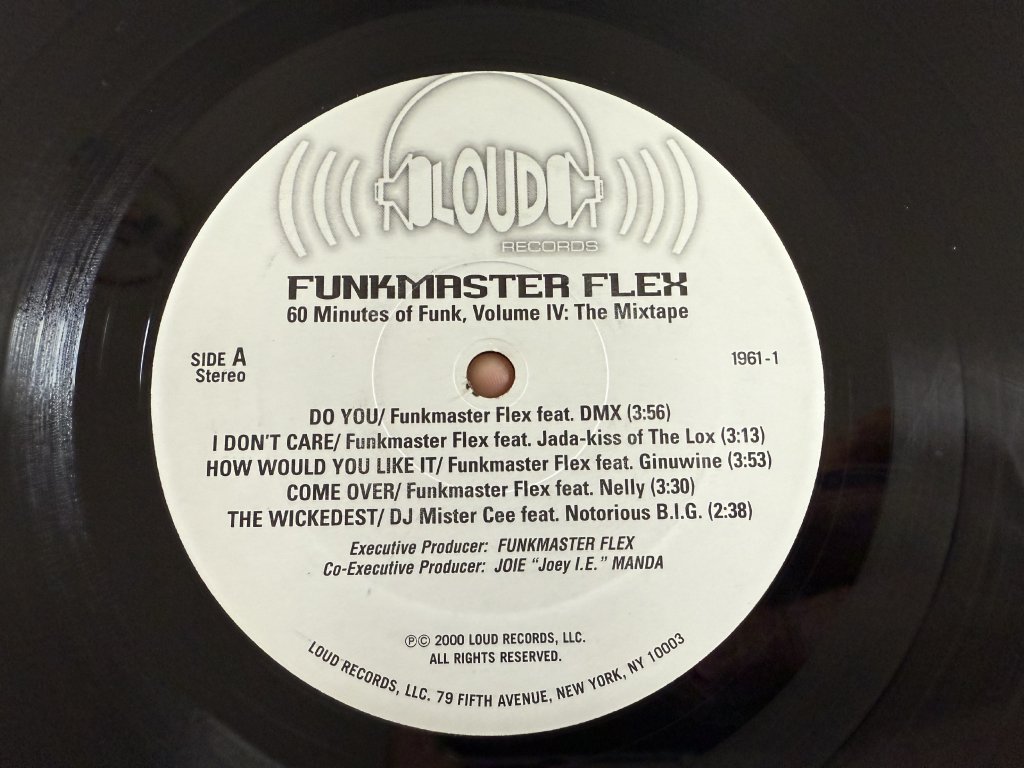 LOUD
RECORDS
FUNKMASTER FLEX
60 Minutes of Funk, Volume IV: The Mixtape
SIDE A
Stereo
1961-1
DO YOU/ Funkmaster Flex feat. DMX (3:56)
I DON'T CARE/ Funkmaster Flex feat. Jada-kiss of The Lox (3:13)
HOW WOULD YOU LIKE IT/ Funkmaster Flex feat. Ginuwine (3:53)
COME OVER/ Funkmaster Flex feat. Nelly (3:30)
THE WICKEDEST/ DJ Mister Cee feat. Notorious B.I.G. (2:38)
Executive Producer: FUNKMASTER FLEX
Co-Executive Producer: JOIE "Joey I.E." MANDA
℗© 2000 LOUD RECORDS, LLC.
ALL RIGHTS RESERVED.
LOUD RECORDS, LLC. 79 FIFTH AVENUE, NEW YORK, NY 10003